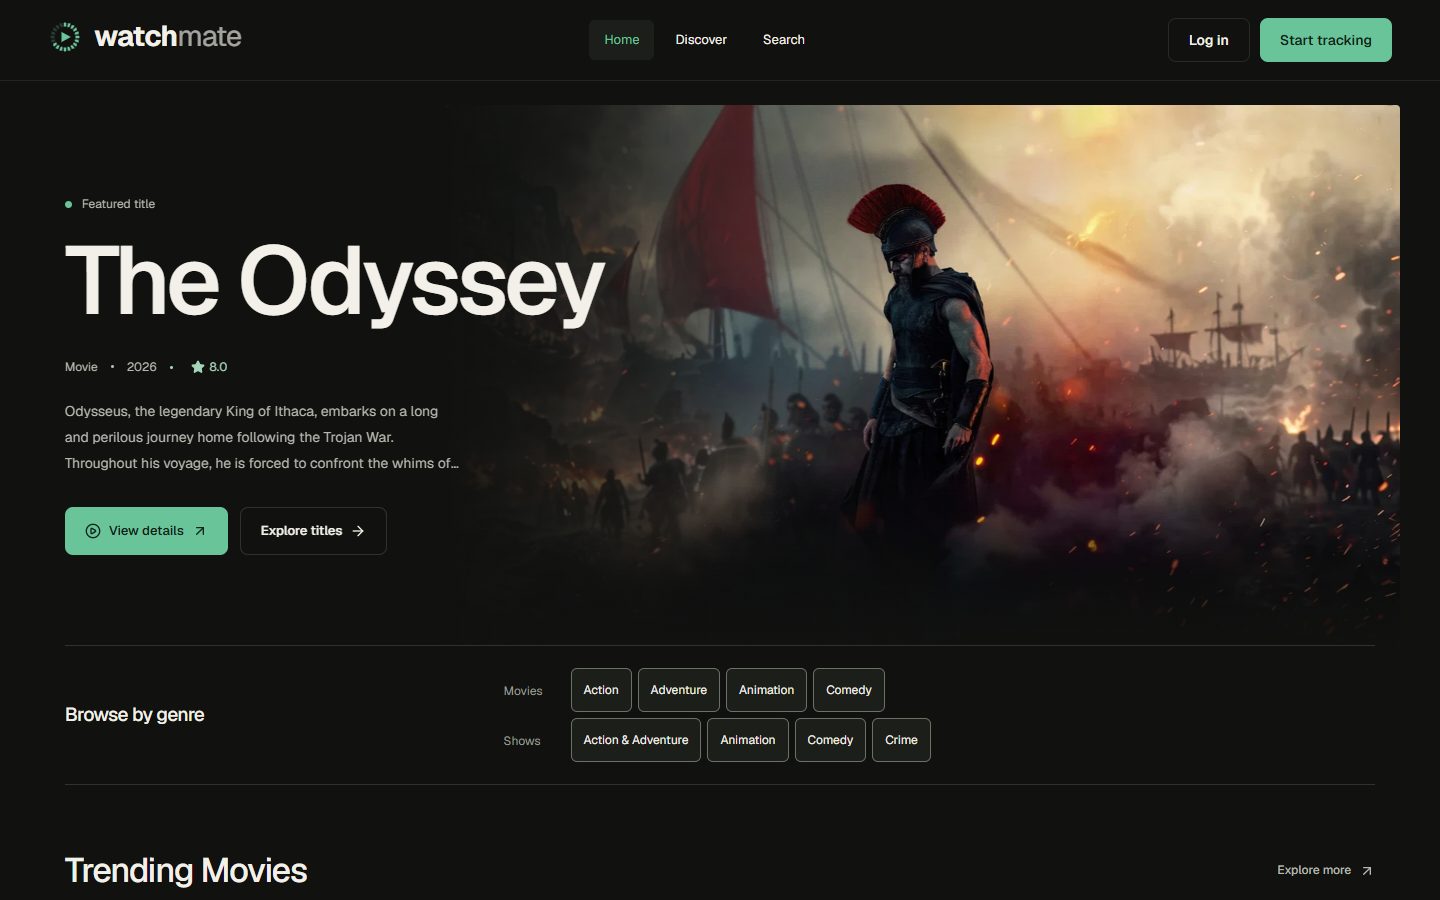 watchmate
Home
Discover
Search
Log in
Start tracking
Featured title
The Odyssey
Movie • 2026 • 8.0
Odysseus, the legendary King of Ithaca, embarks on a long
and perilous journey home following the Trojan War.
Throughout his voyage, he is forced to confront the whims of...
View details
Explore titles
Browse by genre
Movies
Action
Adventure
Animation
Comedy
Shows
Action & Adventure
Animation
Comedy
Crime
Trending Movies
Explore more